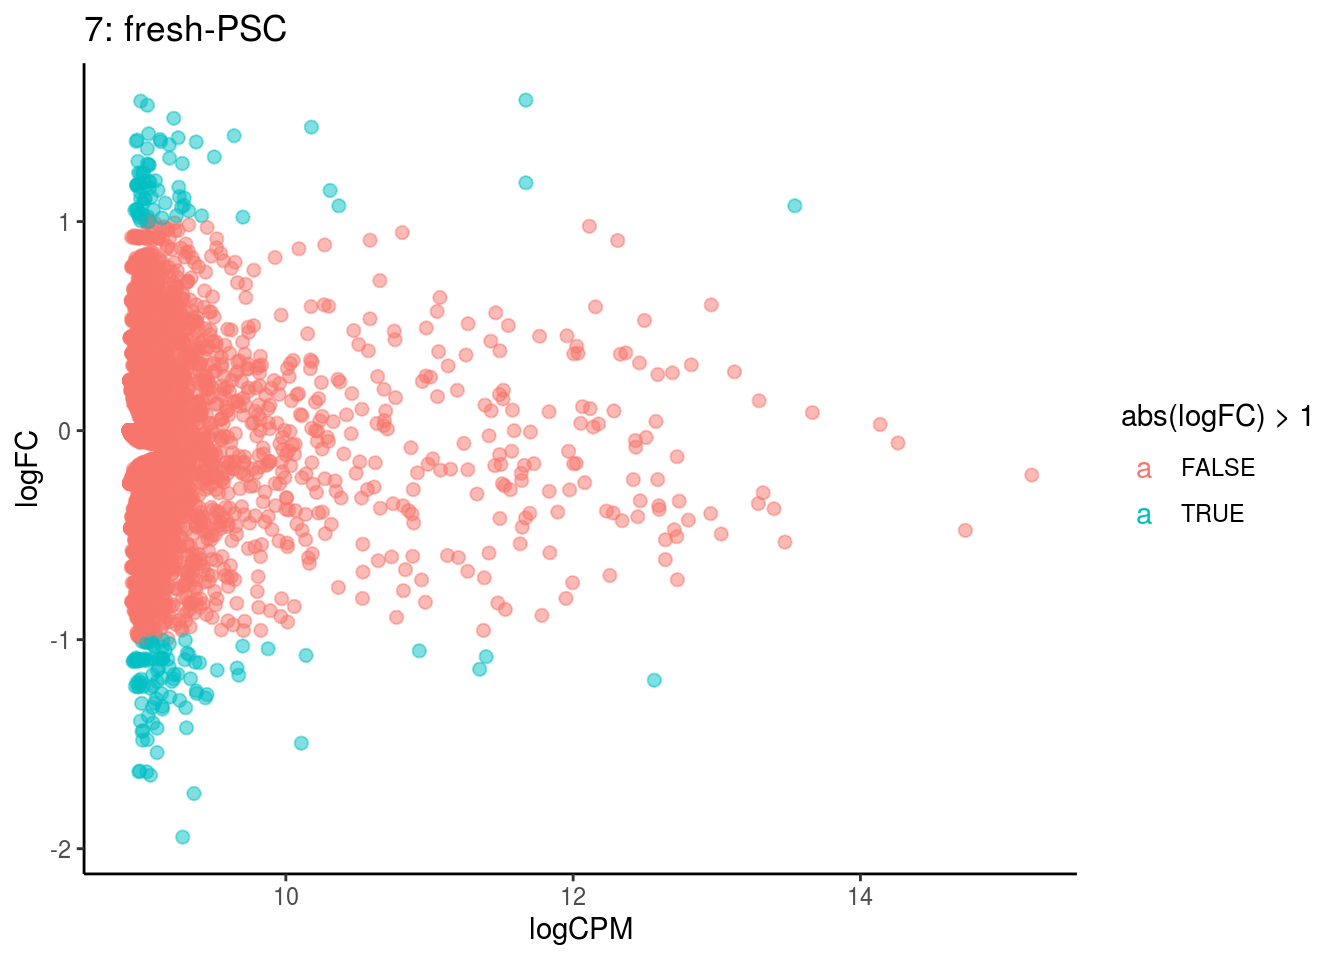 7: fresh-PSC
1
0
-1
-2
logFC
10 12 14
logCPM
abs(logFC) > 1
a FALSE
a TRUE